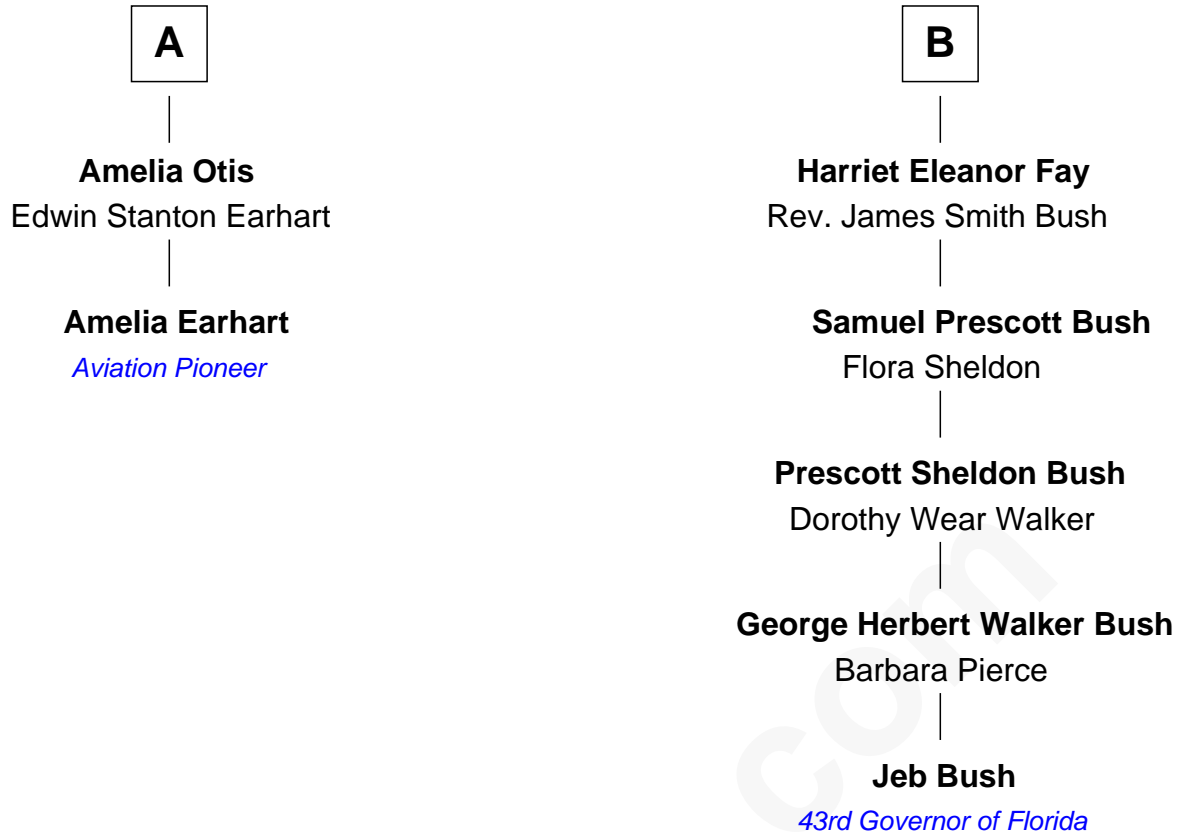 A
Amelia Otis
Edwin Stanton Earhart
Amelia Earhart
Aviation Pioneer
B
Harriet Eleanor Fay
Rev. James Smith Bush
Samuel Prescott Bush
Flora Sheldon
Prescott Sheldon Bush
Dorothy Wear Walker
George Herbert Walker Bush
Barbara Pierce
Jeb Bush
43rd Governor of Florida
com